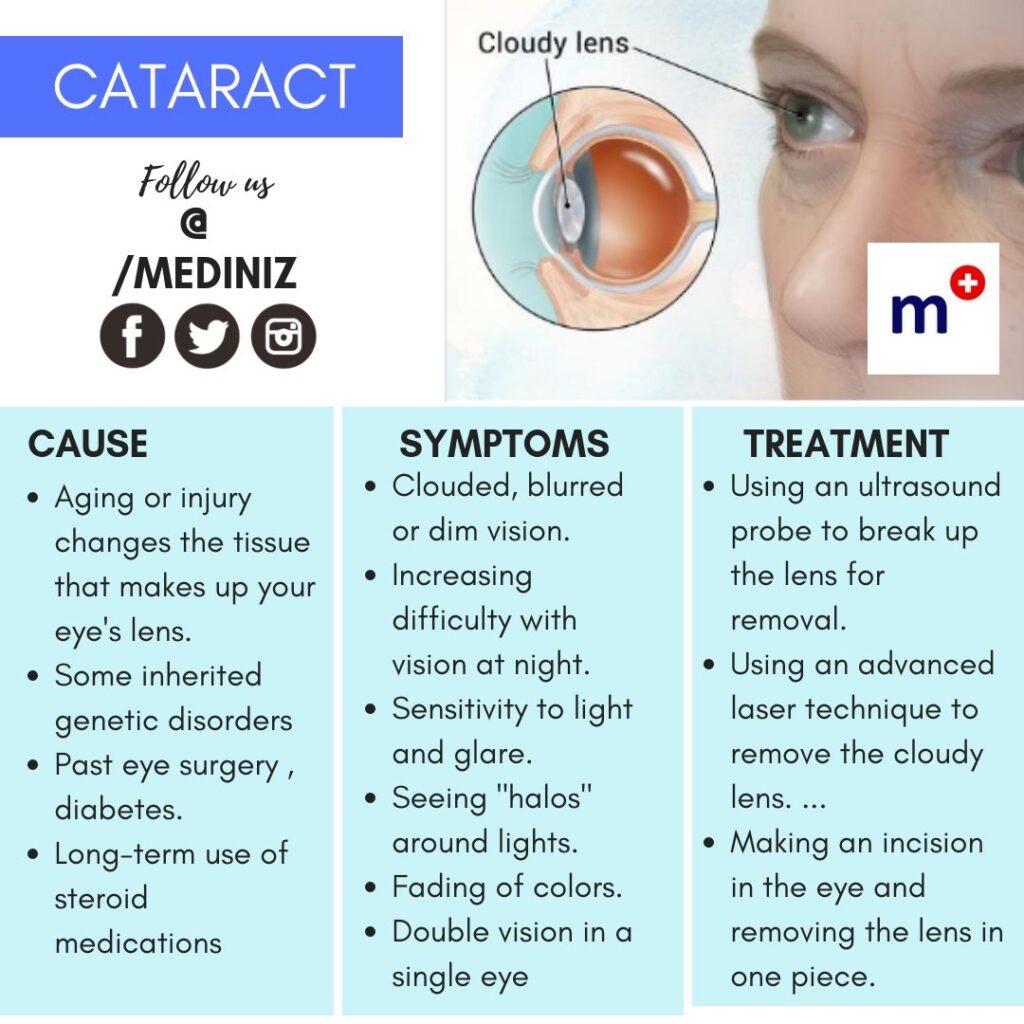 CATARACT
Follow us
@
/MEDINIZ
Cloudy lens
m
CAUSE
• Aging or injury
changes the tissue
that makes up your
eye's lens.
• Some inherited
genetic disorders
• Past eye surgery ,
diabetes.
• Long-term use of
steroid
medications
SYMPTOMS
• Clouded, blurred
or dim vision.
• Increasing
difficulty with
vision at night.
• Sensitivity to light
and glare.
• Seeing "halos"
around lights.
• Fading of colors.
• Double vision in a
single eye
TREATMENT
• Using an ultrasound
probe to break up
the lens for
removal.
• Using an advanced
laser technique to
remove the cloudy
lens. ...
• Making an incision
in the eye and
removing the lens in
one piece.